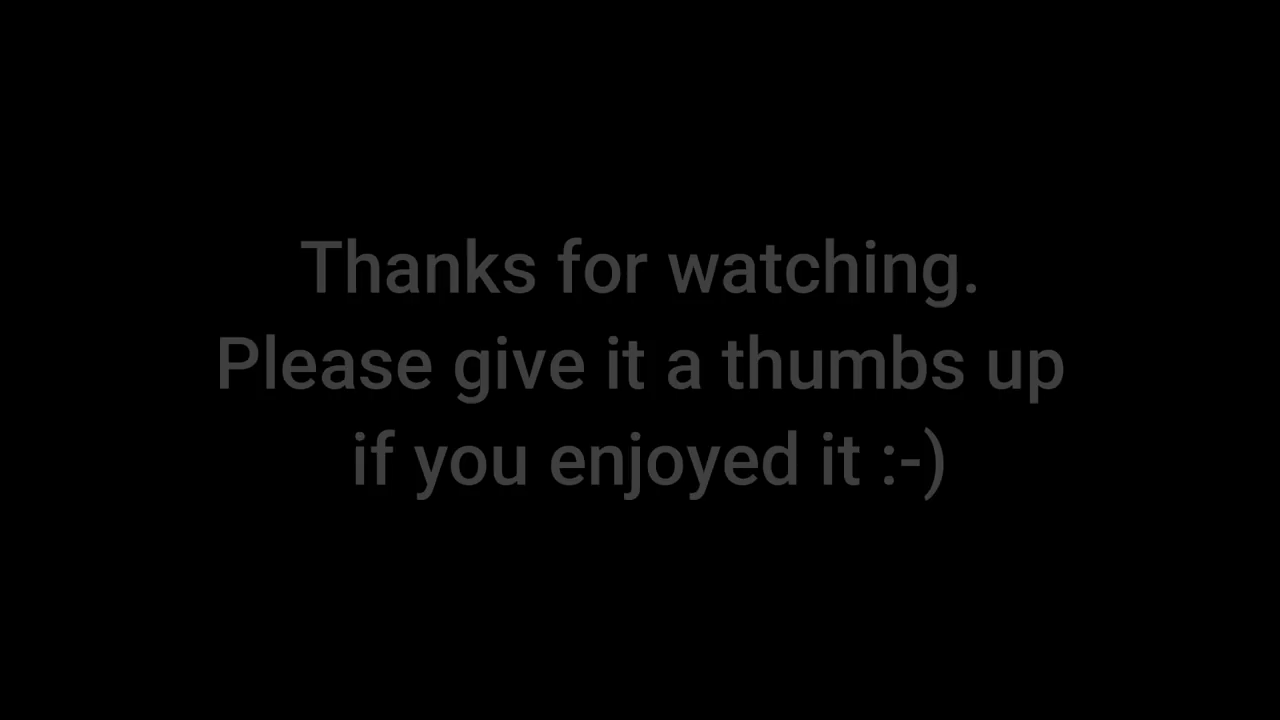 Thanks for watching.
Please give it a thumbs up
if you enjoyed it :-)